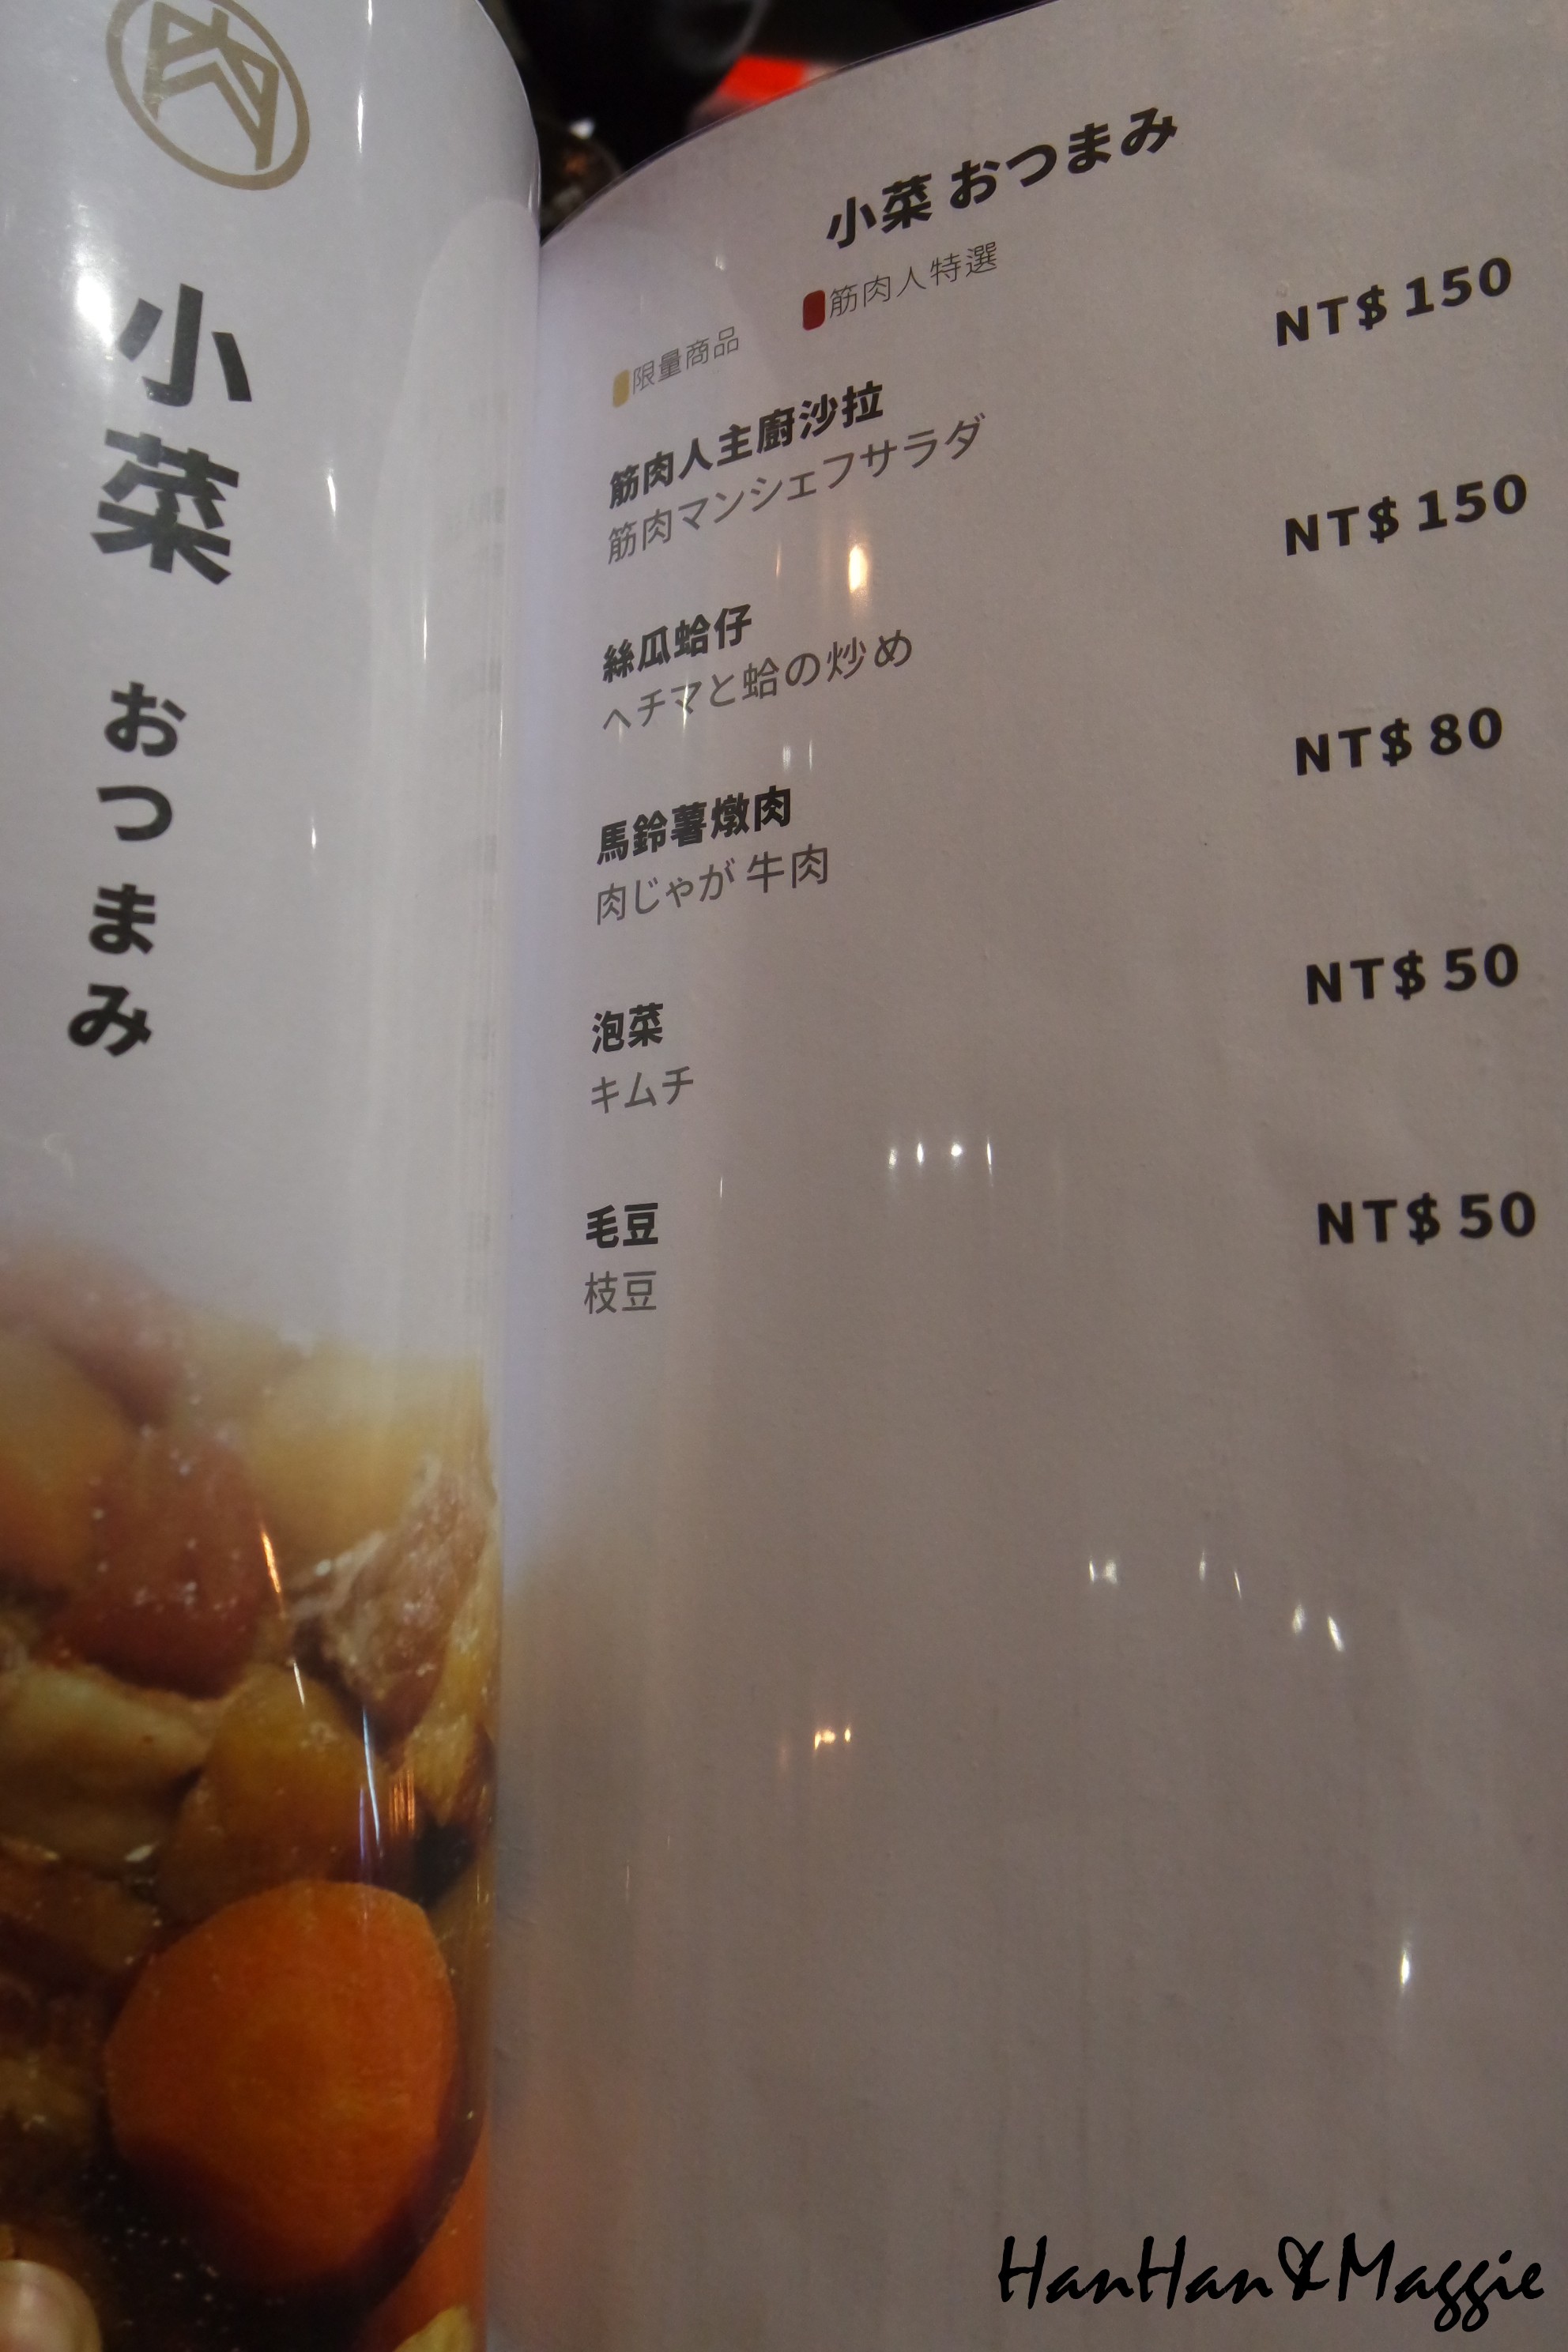 小菜 おつまみ
小菜 おつまみ
限量商品 筋肉人特選
筋肉人主廚沙拉 NT$ 150
筋肉マンシェフサラダ
絲瓜蛤仔 NT$ 150
ヘチマと蛤の炒め
馬鈴薯燉肉 NT$ 80
肉じゃが 牛肉
泡菜 NT$ 50
キムチ
毛豆 NT$ 50
枝豆
HanHan&Maggie